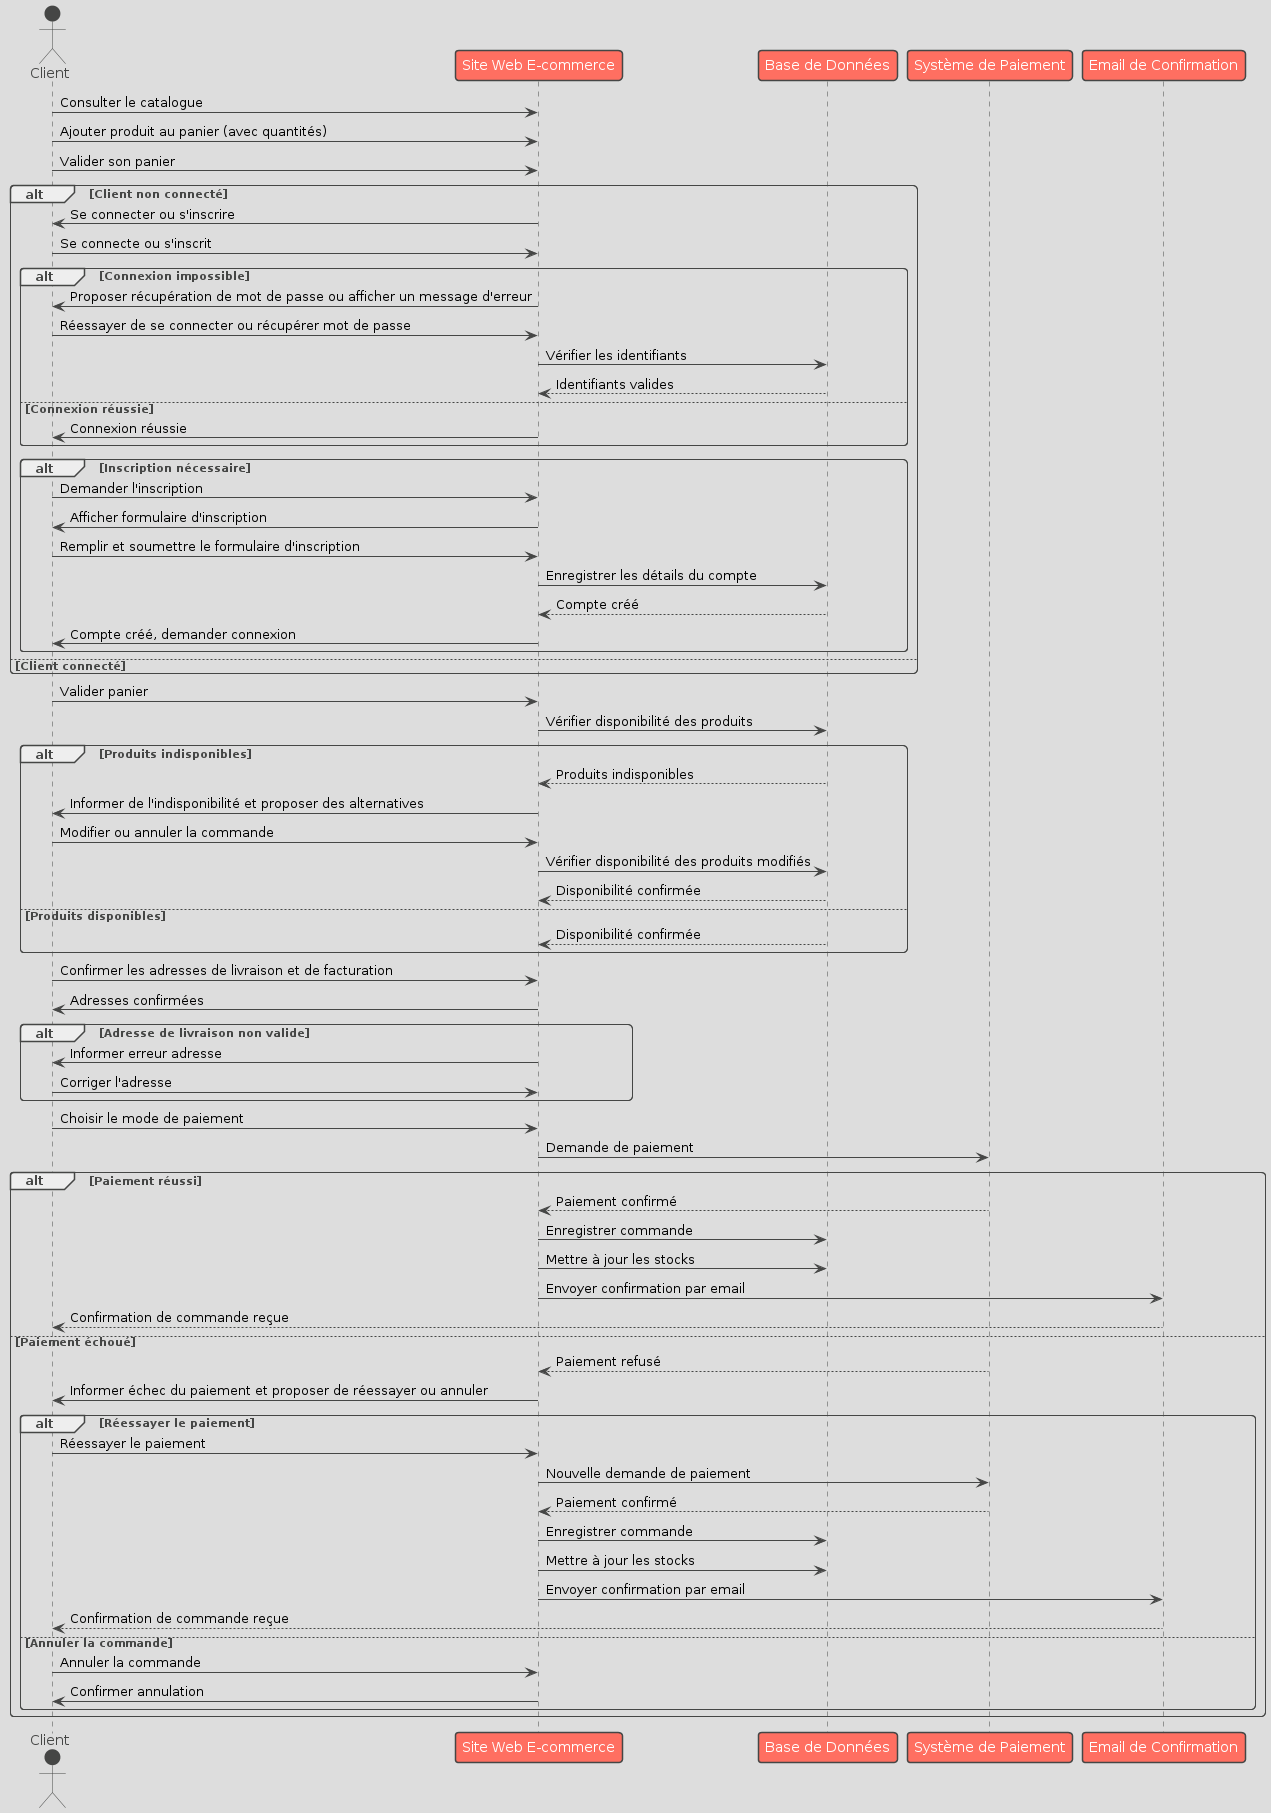 Client
Site Web E-commerce
Base de Données
Système de Paiement
Email de Confirmation
Consulter le catalogue
Ajouter produit au panier (avec quantités)
Valider son panier
alt [Client non connecté]
Se connecter ou s'inscrire
Se connecte ou s'inscrit
alt [Connexion impossible]
Proposer récupération de mot de passe ou afficher un message d'erreur
Réessayer de se connecter ou récupérer mot de passe
Vérifier les identifiants
Identifiants valides
[Connexion réussie]
Connexion réussie
alt [Inscription nécessaire]
Demander l'inscription
Afficher formulaire d'inscription
Remplir et soumettre le formulaire d'inscription
Enregistrer les détails du compte
Compte créé
Compte créé, demander connexion
[Client connecté]
Valider panier
Vérifier disponibilité des produits
alt [Produits indisponibles]
Produits indisponibles
Informer de l'indisponibilité et proposer des alternatives
Modifier ou annuler la commande
Vérifier disponibilité des produits modifiés
Disponibilité confirmée
[Produits disponibles]
Disponibilité confirmée
Confirmer les adresses de livraison et de facturation
Adresses confirmées
alt [Adresse de livraison non valide]
Informer erreur adresse
Corriger l'adresse
Choisir le mode de paiement
Demande de paiement
alt [Paiement réussi]
Paiement confirmé
Enregistrer commande
Mettre à jour les stocks
Envoyer confirmation par email
Confirmation de commande reçue
[Paiement échoué]
Paiement refusé
Informer échec du paiement et proposer de réessayer ou annuler
alt [Réessayer le paiement]
Réessayer le paiement
Nouvelle demande de paiement
Paiement confirmé
Enregistrer commande
Mettre à jour les stocks
Envoyer confirmation par email
Confirmation de commande reçue
[Annuler la commande]
Annuler la commande
Confirmer annulation
Client
Site Web E-commerce
Base de Données
Système de Paiement
Email de Confirmation